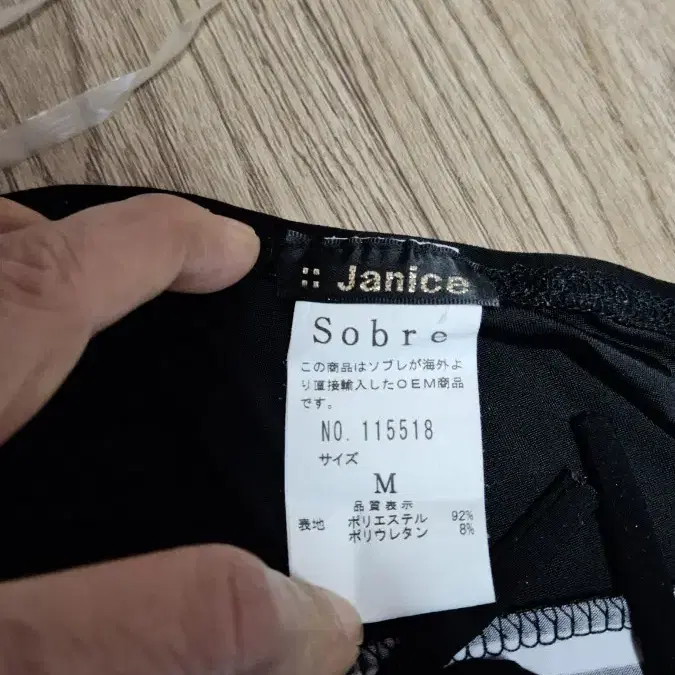 :: Janice
Sobre
この商品はソブレが海外よ
り直接輸入したOEM商品
です。
NO. 115518
サイズ
M
品質表示
表地 ポリエステル 92%
ポリウレタン 8%